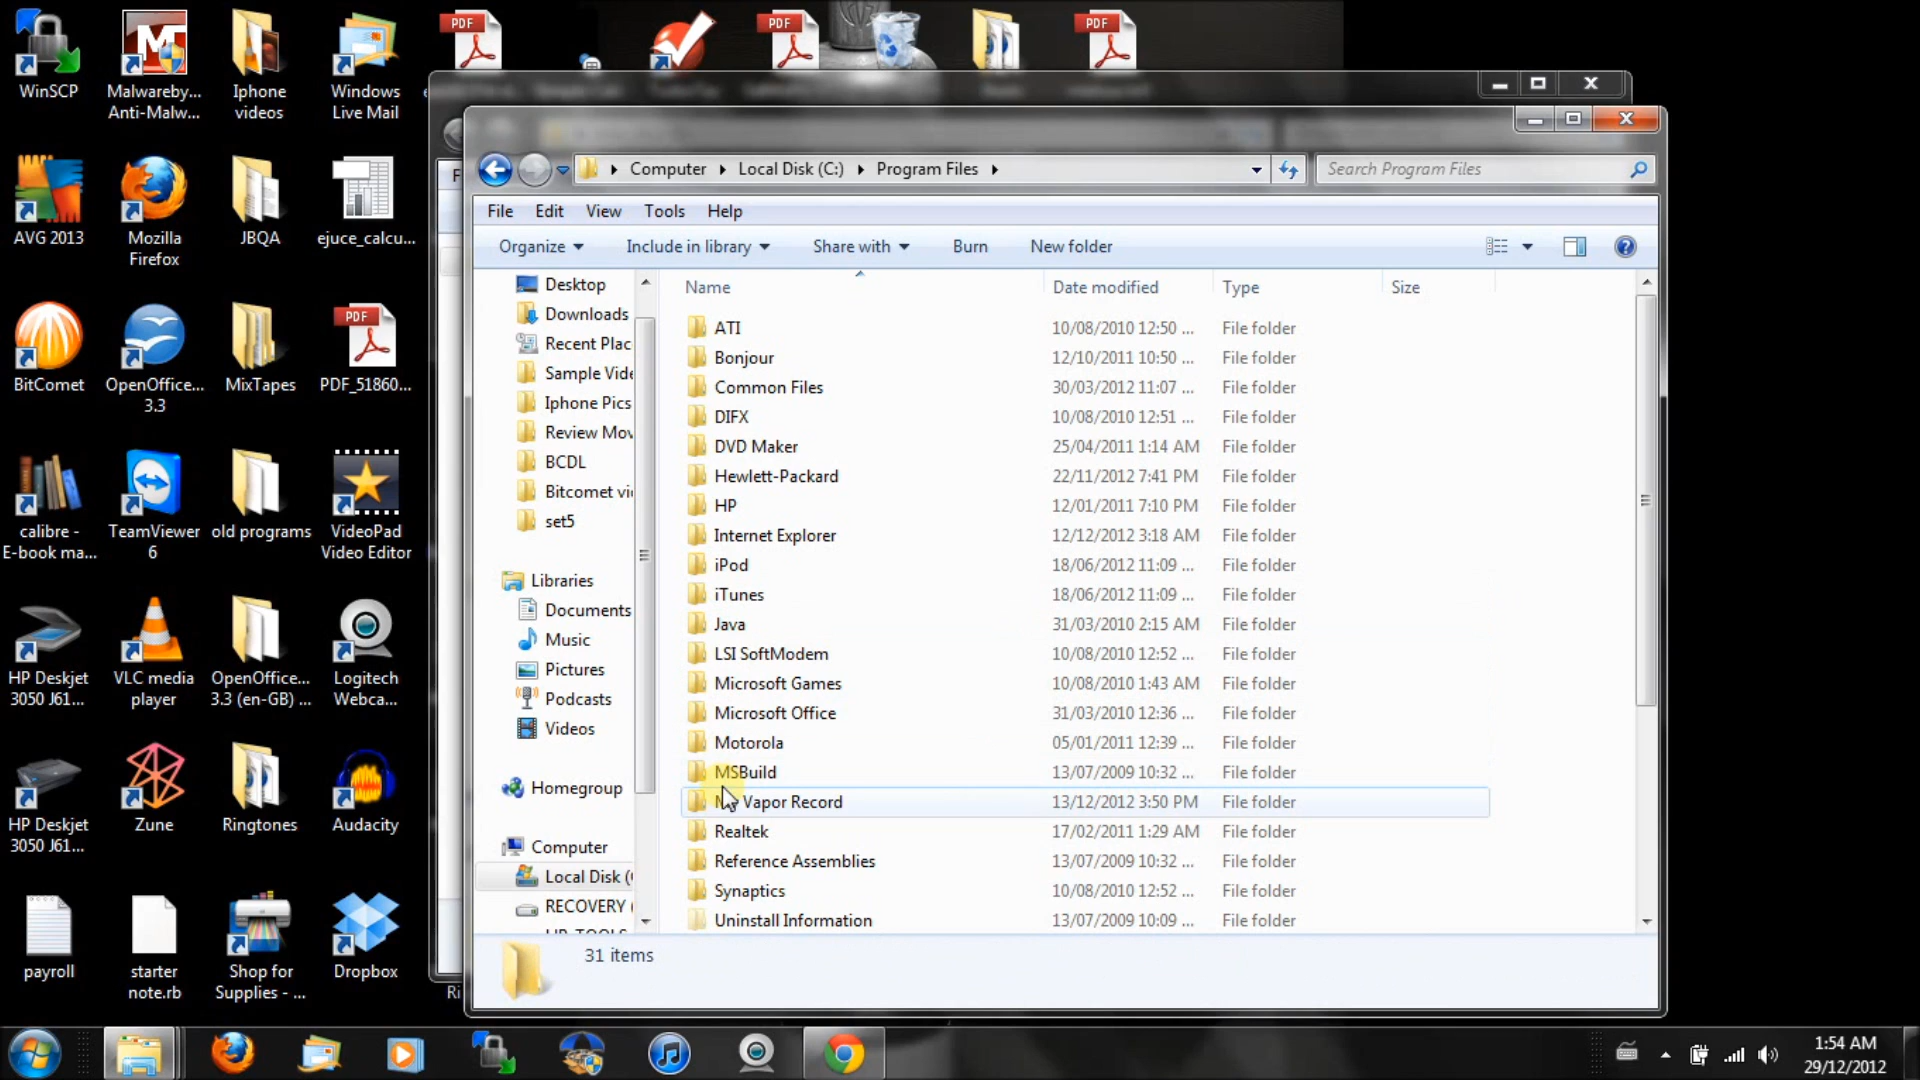 WinSCP
Malwareby...
Anti-Malw...
Iphone
videos
Windows
Live Mail
PDF
PDF
PDF
AVG 2013
Mozilla
Firefox
JBQA
ejuce_calcu...
BitComet
OpenOffice...
3.3
MixTapes
PDF
PDF_51860...
calibre -
E-book ma...
TeamViewer
6
old programs
VideoPad
Video Editor
HP Deskjet
3050 J61...
VLC media
player
OpenOffice...
3.3 (en-GB) ...
Logitech
Webca...
HP Deskjet
3050 J61...
Zune
Ringtones
Audacity
payroll
starter
note.rb
Shop for
Supplies - ...
Dropbox
Ri
F
Computer
Local Disk (C:)
Program Files
Search Program Files
File Edit View Tools Help
Organize Include in library Share with Burn New folder
Desktop
Downloads
Recent Plac
Sample Vide
Iphone Pics
Review Mov
BCDL
Bitcomet vi
set5
Libraries
Documents
Music
Pictures
Podcasts
Videos
Homegroup
Computer
Local Disk (
RECOVERY (
Name Date modified Type Size
ATI 10/08/2010 12:50 ... File folder
Bonjour 12/10/2011 10:50 ... File folder
Common Files 30/03/2012 11:07 ... File folder
DIFX 10/08/2010 12:51 ... File folder
DVD Maker 25/04/2011 1:14 AM File folder
Hewlett-Packard 22/11/2012 7:41 PM File folder
HP 12/01/2011 7:10 PM File folder
Internet Explorer 12/12/2012 3:18 AM File folder
iPod 18/06/2012 11:09 ... File folder
iTunes 18/06/2012 11:09 ... File folder
Java 31/03/2010 2:15 AM File folder
LSI SoftModem 10/08/2010 12:52 ... File folder
Microsoft Games 10/08/2010 1:43 AM File folder
Microsoft Office 31/03/2010 12:36 ... File folder
Motorola 05/01/2011 12:39 ... File folder
MSBuild 13/07/2009 10:32 ... File folder
My Vapor Record 13/12/2012 3:50 PM File folder
Realtek 17/02/2011 1:29 AM File folder
Reference Assemblies 13/07/2009 10:32 ... File folder
Synaptics 10/08/2010 12:52 ... File folder
Uninstall Information 13/07/2009 10:09 ... File folder
31 items
1:54 AM
29/12/2012